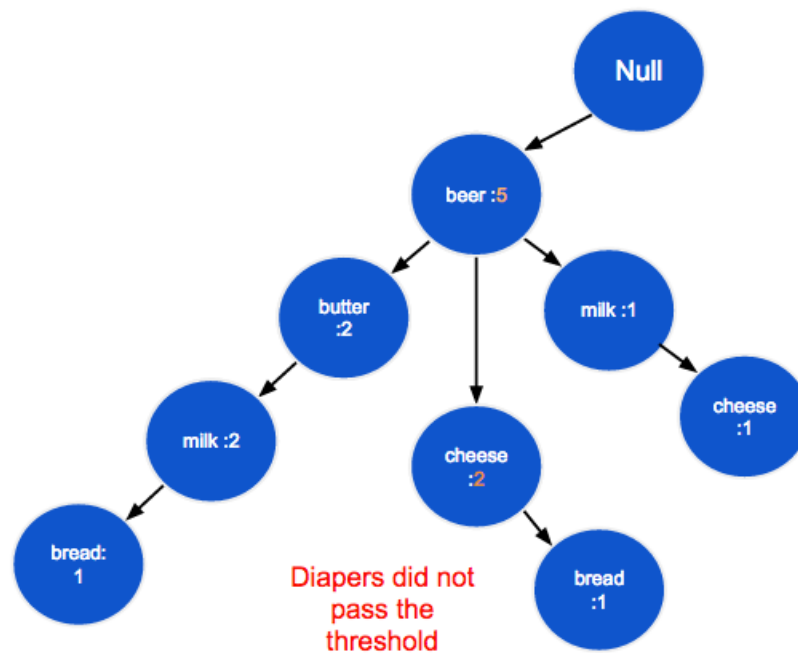 Null
beer :5
butter
:2
milk :1
cheese
:1
milk :2
cheese
:2
bread:
1
bread
:1
Diapers did not
pass the
threshold